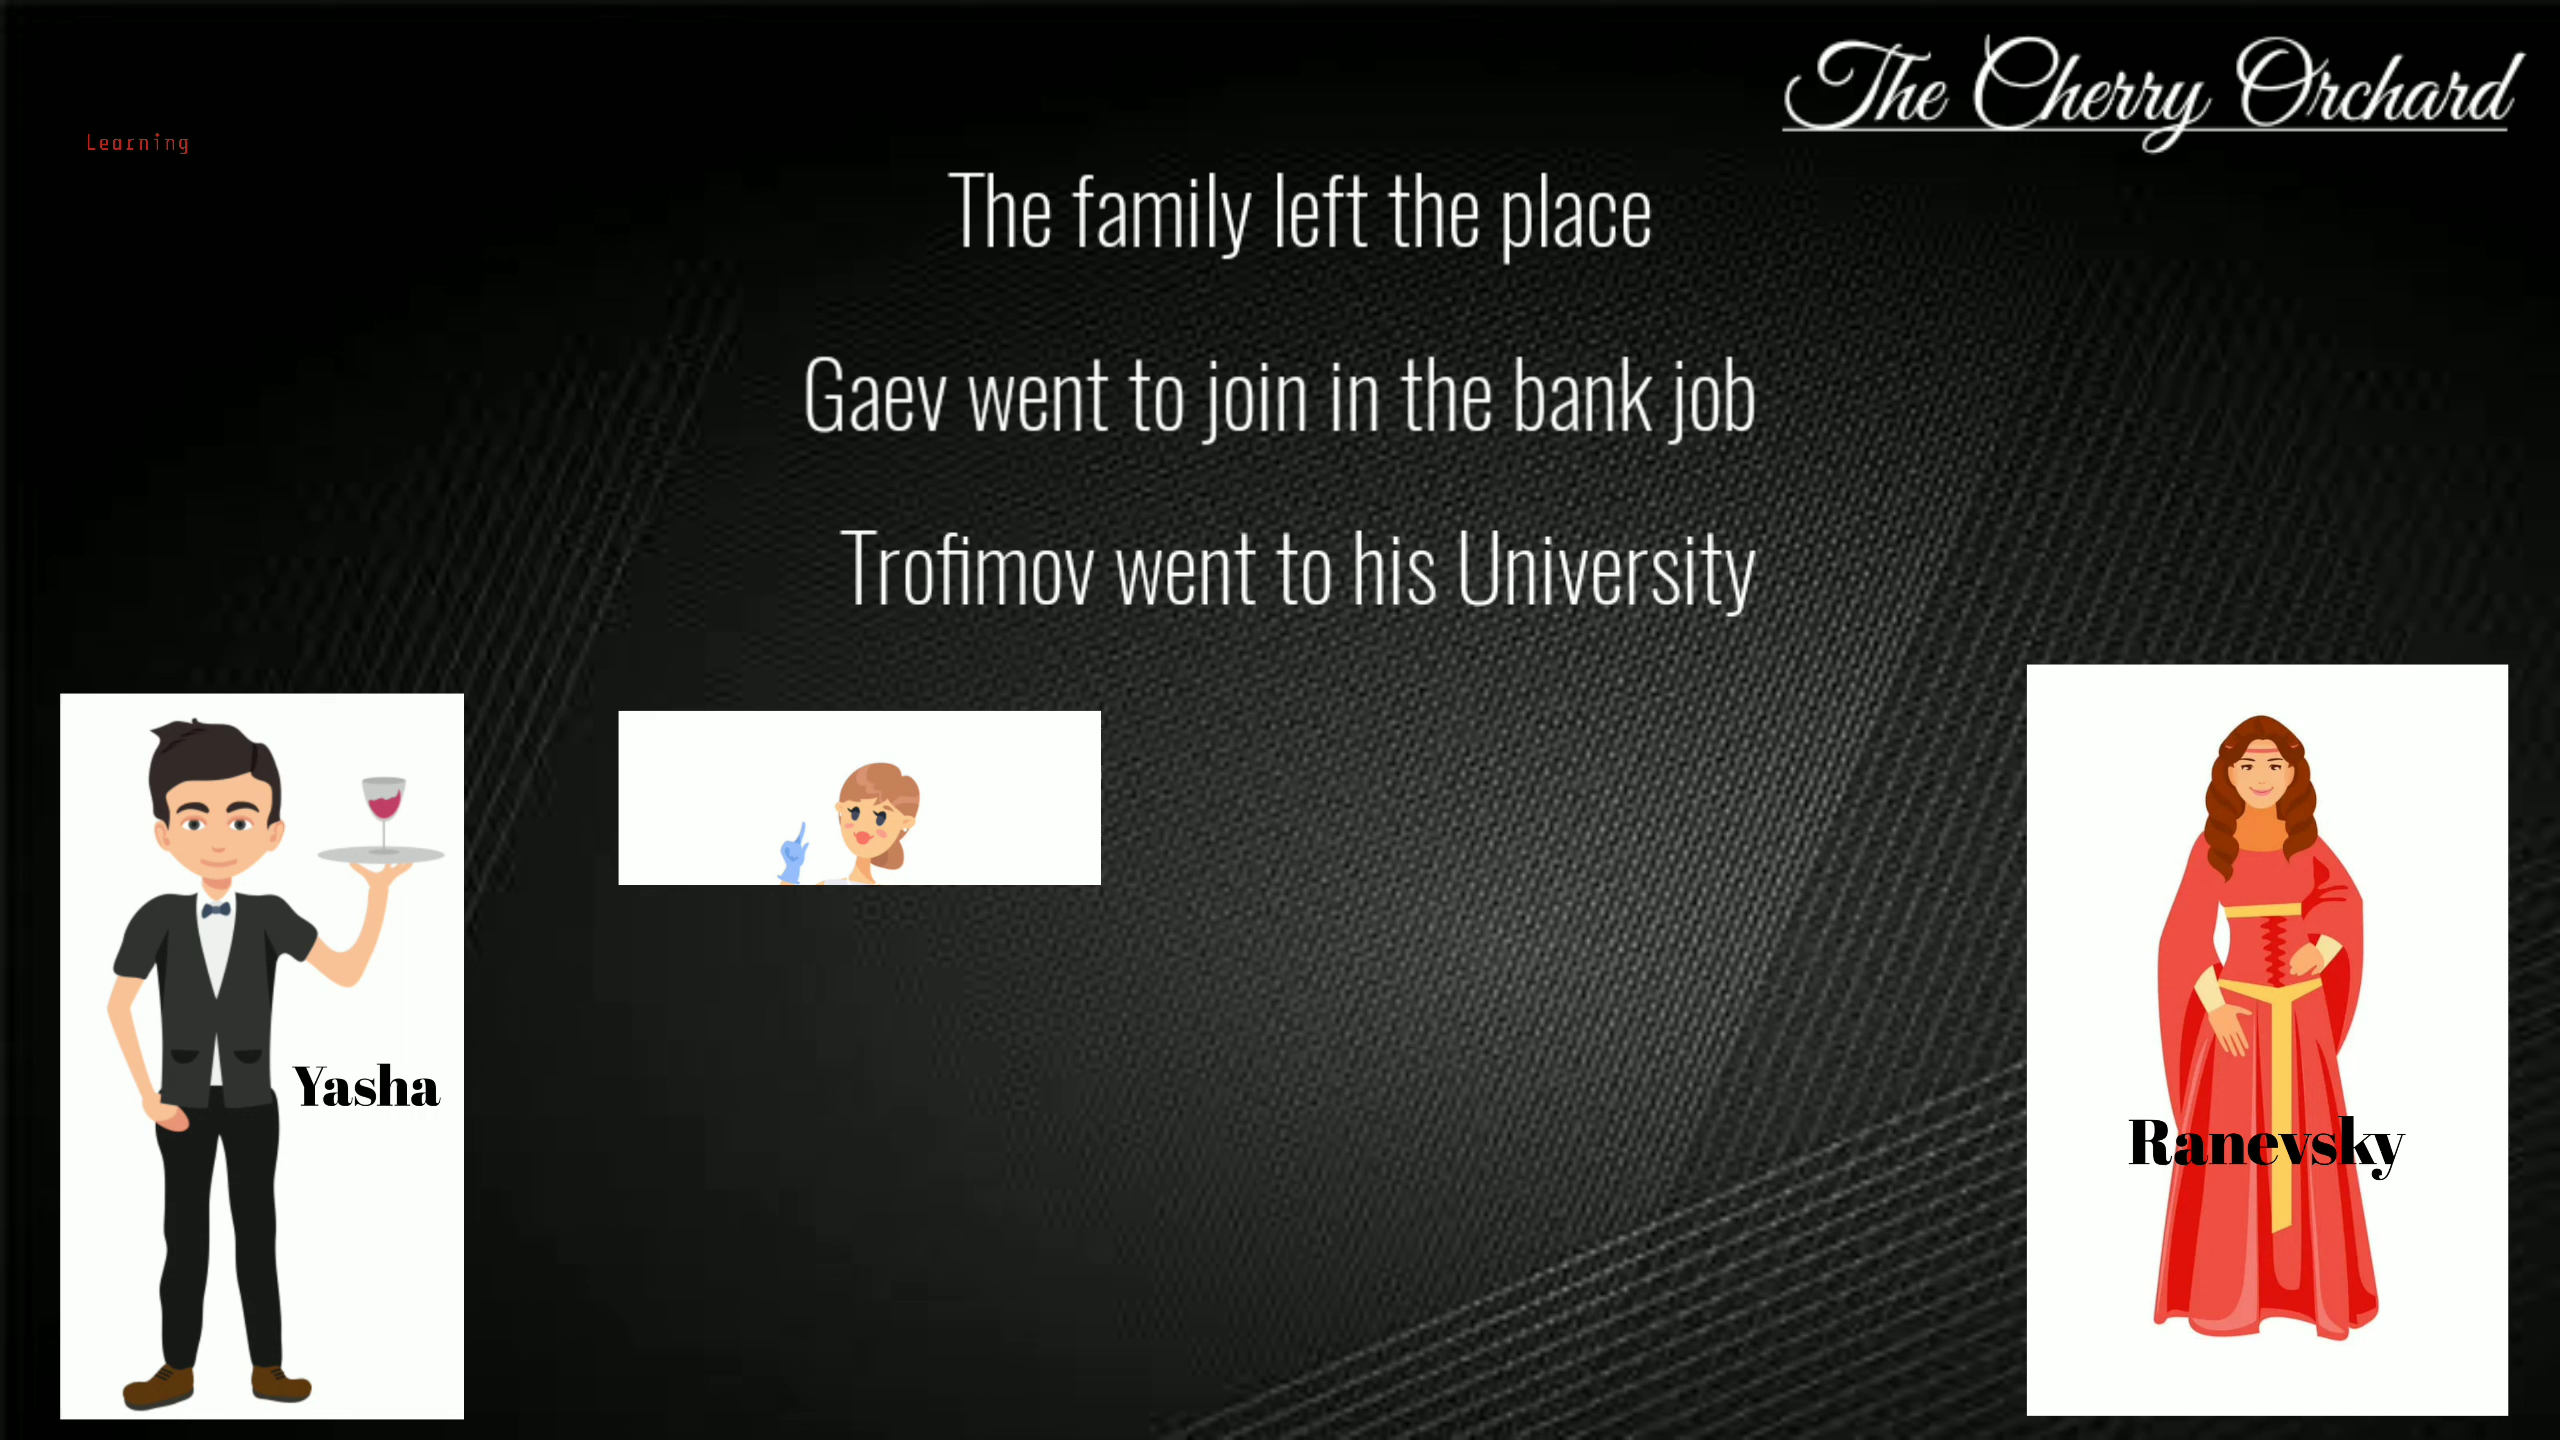 The Cherry Orchard
Learning
The family left the place
Gaev went to join in the bank job
Trofimov went to his University
Yasha
Ranevsky